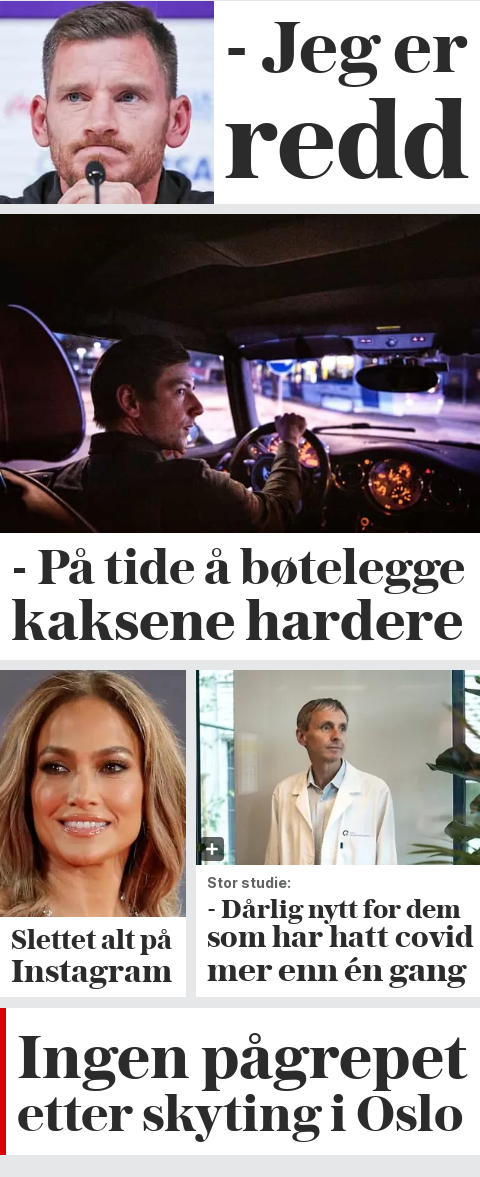 - Jeg er
redd
- På tide å bøtelegge
kaksene hardere
Slettet alt på
Instagram
Stor studie:
- Dårlig nytt for dem
som har hatt covid
mer enn én gang
Ingen pågrepet
etter skyting i Oslo